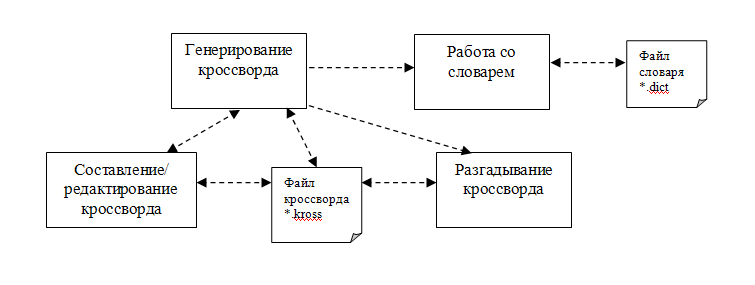 Генерирование
кроссворда
Работа со
словарем
Файл
словаря
*.dict
Составление/
редактирование
кроссворда
Файл
кроссворда
*.kross
Разгадывание
кроссворда